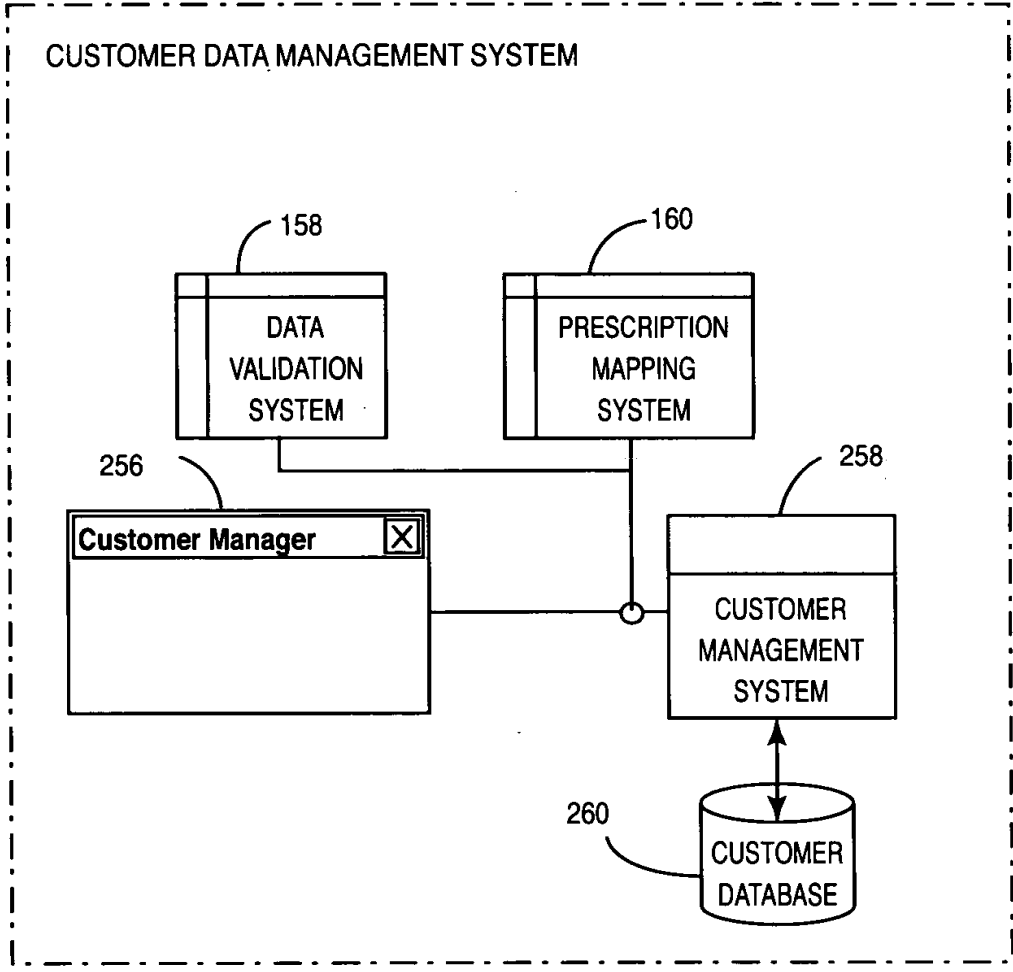 CUSTOMER DATA MANAGEMENT SYSTEM
158
160
DATA
VALIDATION
SYSTEM
PRESCRIPTION
MAPPING
SYSTEM
256
258
Customer Manager
CUSTOMER
MANAGEMENT
SYSTEM
260
CUSTOMER
DATABASE